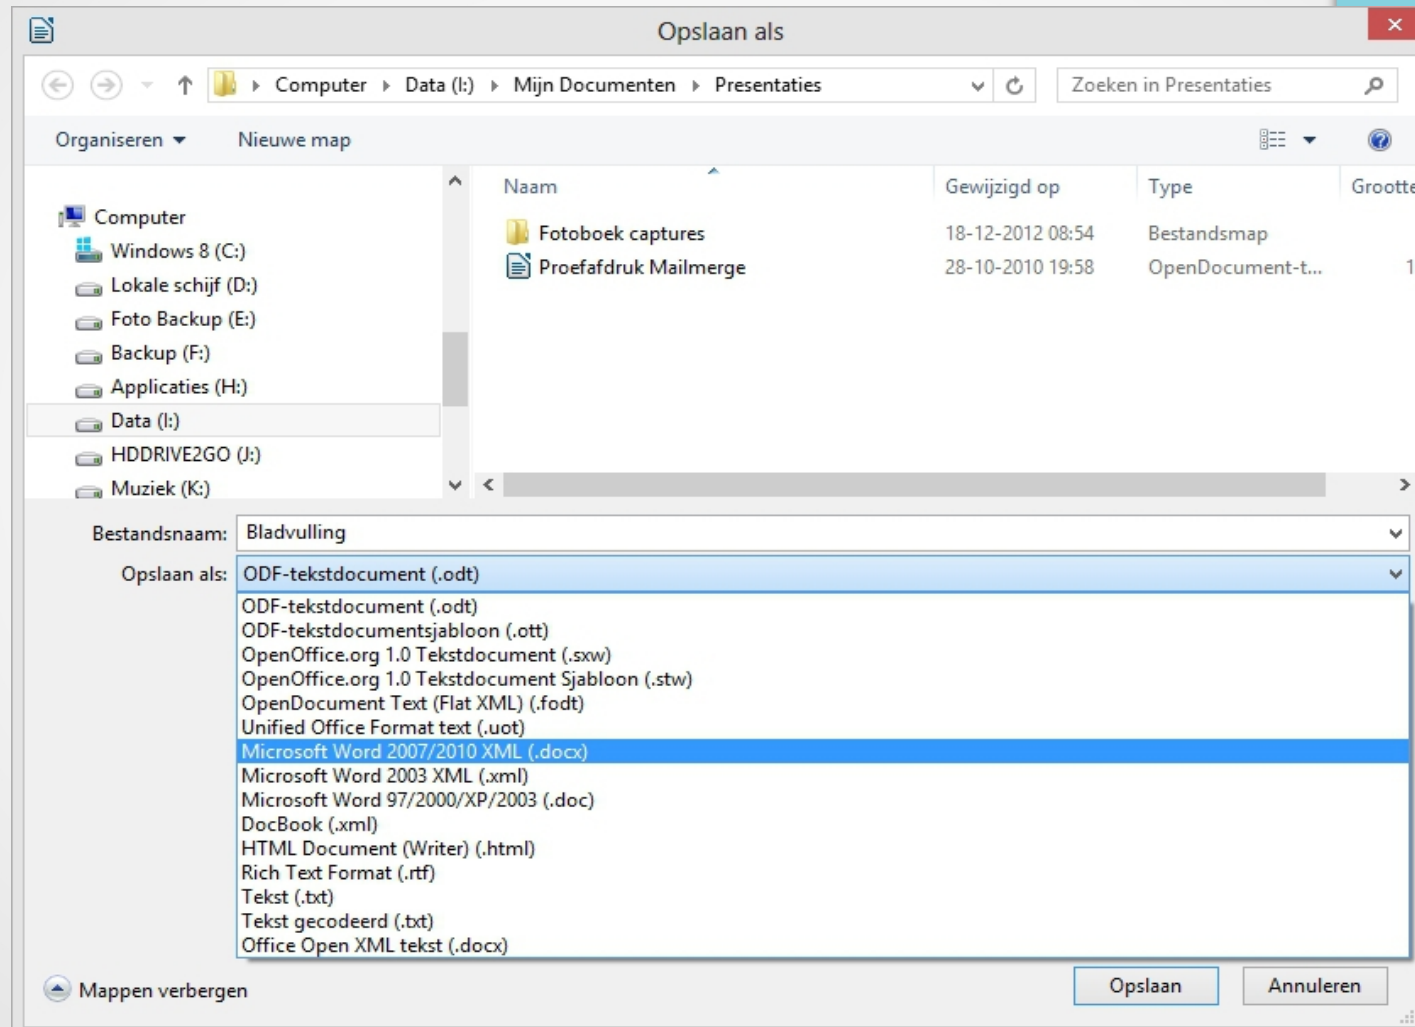 Opslaan als
Computer Data (I:) Mijn Documenten Presentaties Zoeken in Presentaties
Organiseren Nieuwe map
Naam Gewijzigd op Type Grootte
Computer
Windows 8 (C:)
Lokale schijf (D:)
Foto Backup (E:)
Backup (F:)
Applicaties (H:)
Data (I:)
HDDRIVE2GO (J:)
Muziek (K:)
Fotoboek captures 18-12-2012 08:54 Bestandsmap
Proefafdruk Mailmerge 28-10-2010 19:58 OpenDocument-t... 1
Bestandsnaam: Bladvulling
Opslaan als: ODF-tekstdocument (.odt)
ODF-tekstdocument (.odt)
ODF-tekstdocumentsjabloon (.ott)
OpenOffice.org 1.0 Tekstdocument (.sxw)
OpenOffice.org 1.0 Tekstdocument Sjabloon (.stw)
OpenDocument Text (Flat XML) (.fodt)
Unified Office Format text (.uot)
Microsoft Word 2007/2010 XML (.docx)
Microsoft Word 2003 XML (.xml)
Microsoft Word 97/2000/XP/2003 (.doc)
DocBook (.xml)
HTML Document (Writer) (.html)
Rich Text Format (.rtf)
Tekst (.txt)
Tekst gecodeerd (.txt)
Office Open XML tekst (.docx)
Mappen verbergen Opslaan Annuleren